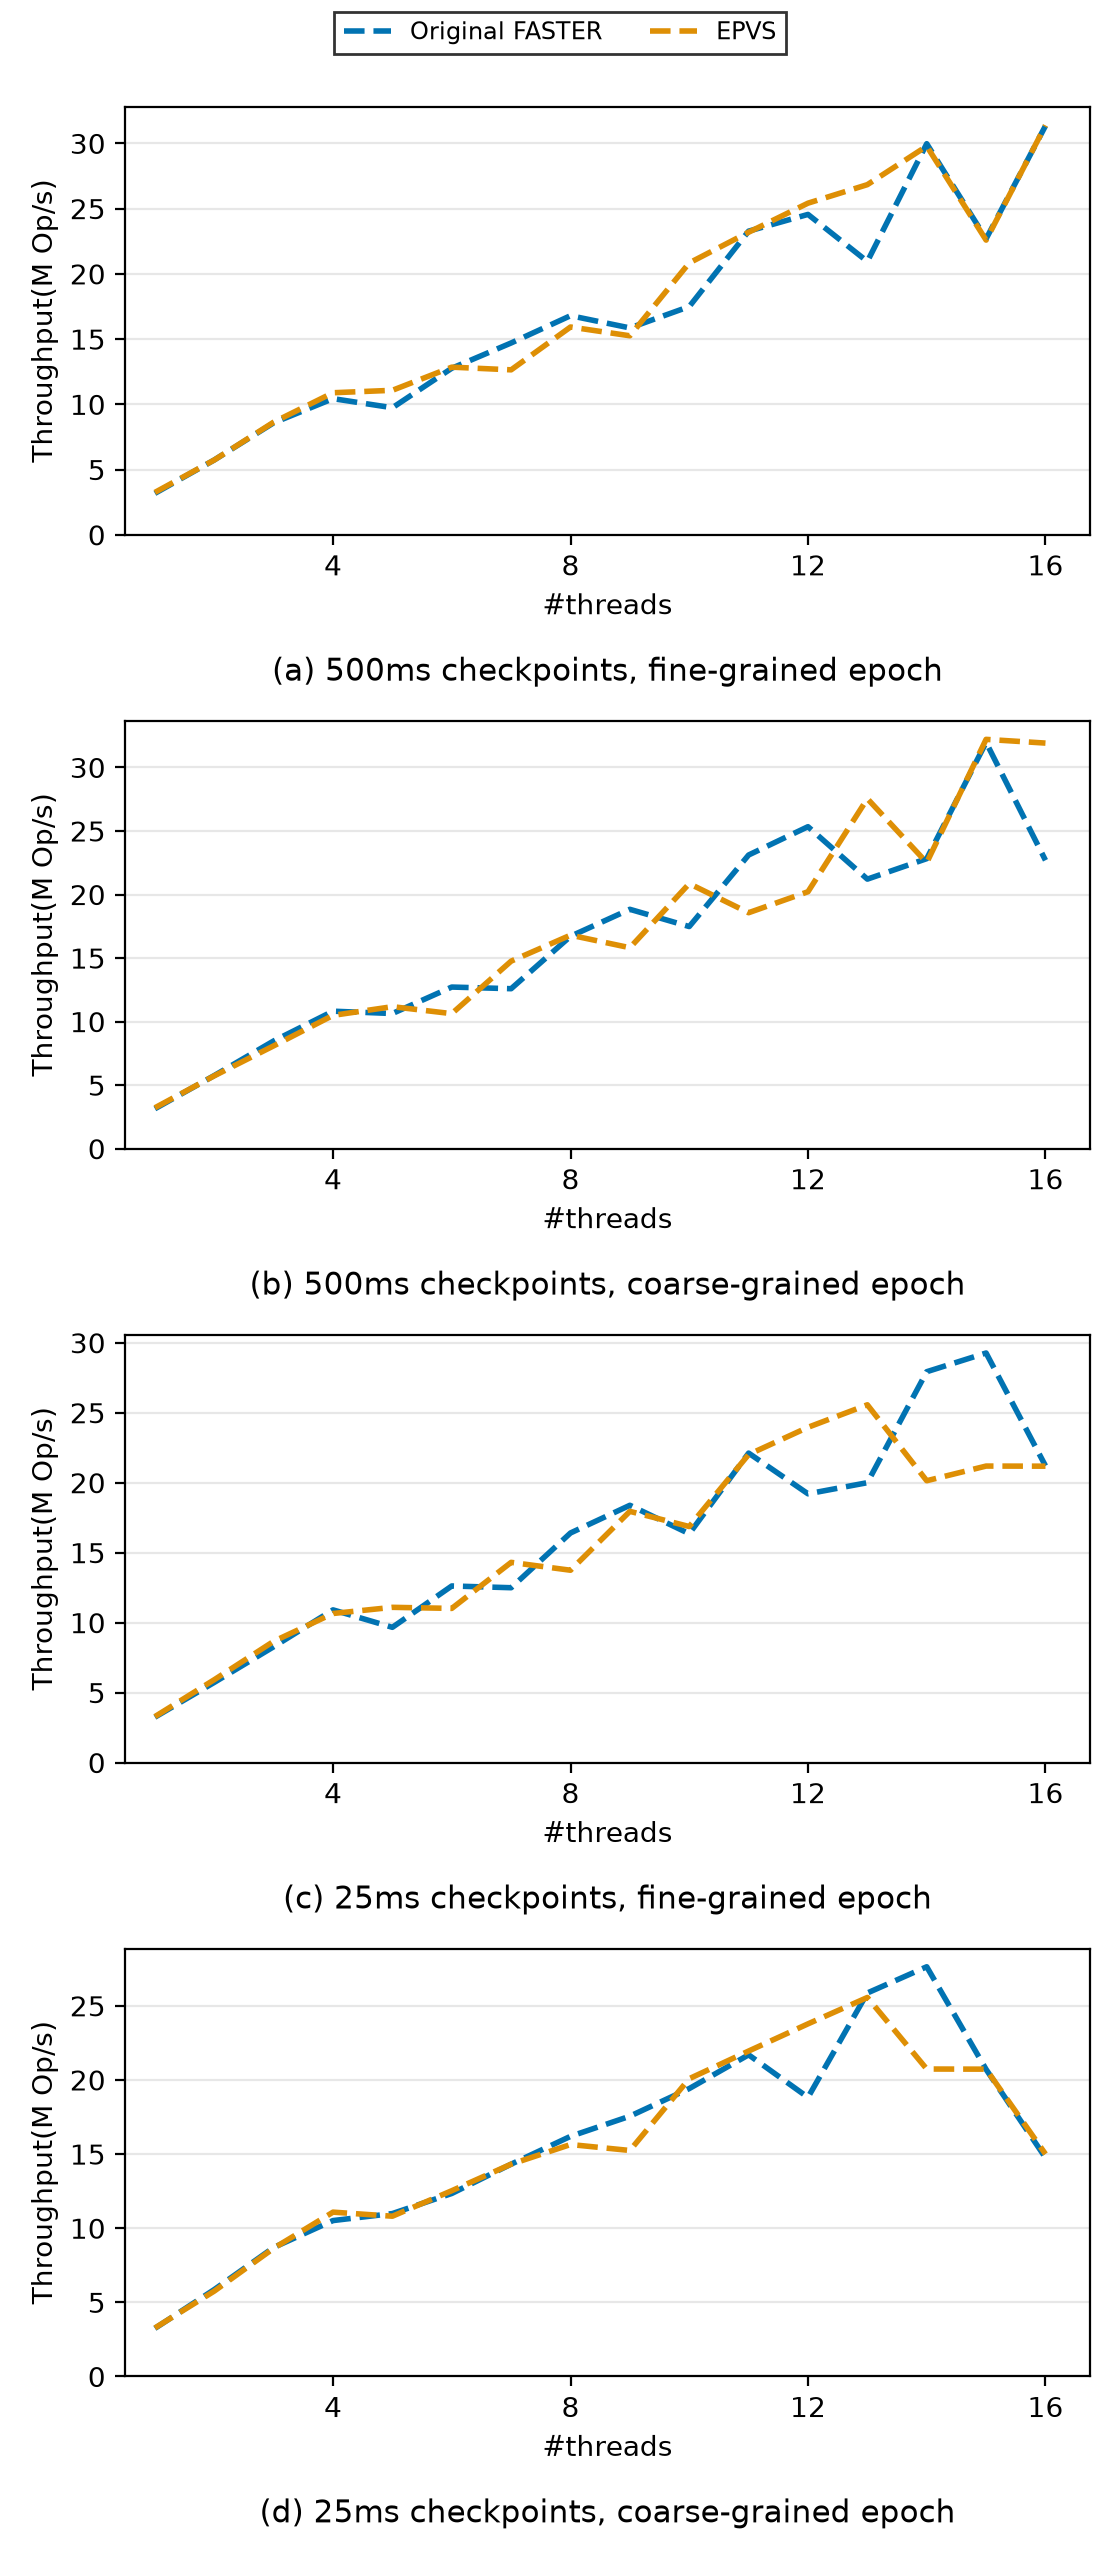 Original FASTER EPVS
30
25
20
15
10
5
0
Throughput(M Op/s)
4 8 12 16
#threads
(a) 500ms checkpoints, fine-grained epoch
30
25
20
15
10
5
0
Throughput(M Op/s)
4 8 12 16
#threads
(b) 500ms checkpoints, coarse-grained epoch
30
25
20
15
10
5
0
Throughput(M Op/s)
4 8 12 16
#threads
(c) 25ms checkpoints, fine-grained epoch
25
20
15
10
5
0
Throughput(M Op/s)
4 8 12 16
#threads
(d) 25ms checkpoints, coarse-grained epoch